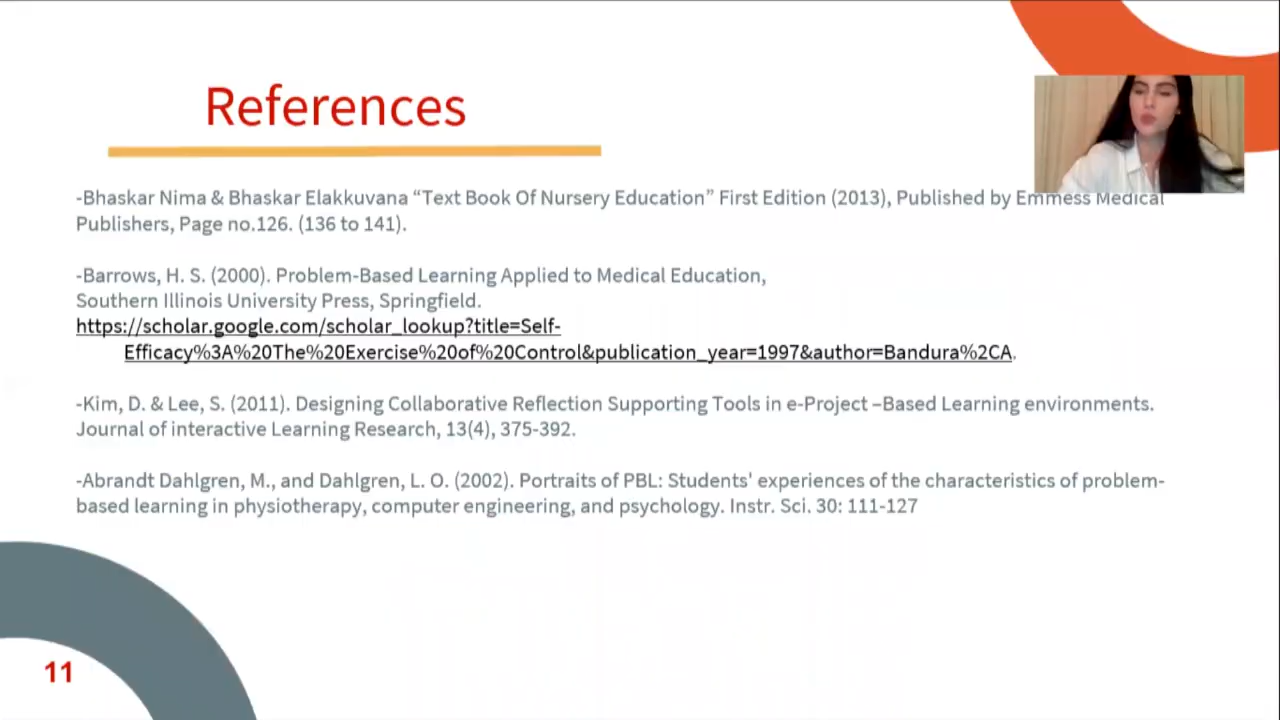 References
-Bhaskar Nima & Bhaskar Elakkuvana “Text Book Of Nursery Education” First Edition (2013), Published by Emmess Medical
Publishers, Page no.126. (136 to 141).
-Barrows, H. S. (2000). Problem-Based Learning Applied to Medical Education,
Southern Illinois University Press, Springfield.
https://scholar.google.com/scholar_lookup?title=Self-
Efficacy%3A%20The%20Exercise%20of%20Control&publication_year=1997&author=Bandura%2CA.
-Kim, D. & Lee, S. (2011). Designing Collaborative Reflection Supporting Tools in e-Project –Based Learning environments.
Journal of interactive Learning Research, 13(4), 375-392.
-Abrandt Dahlgren, M., and Dahlgren, L. O. (2002). Portraits of PBL: Students' experiences of the characteristics of problem-
based learning in physiotherapy, computer engineering, and psychology. Instr. Sci. 30: 111-127
11